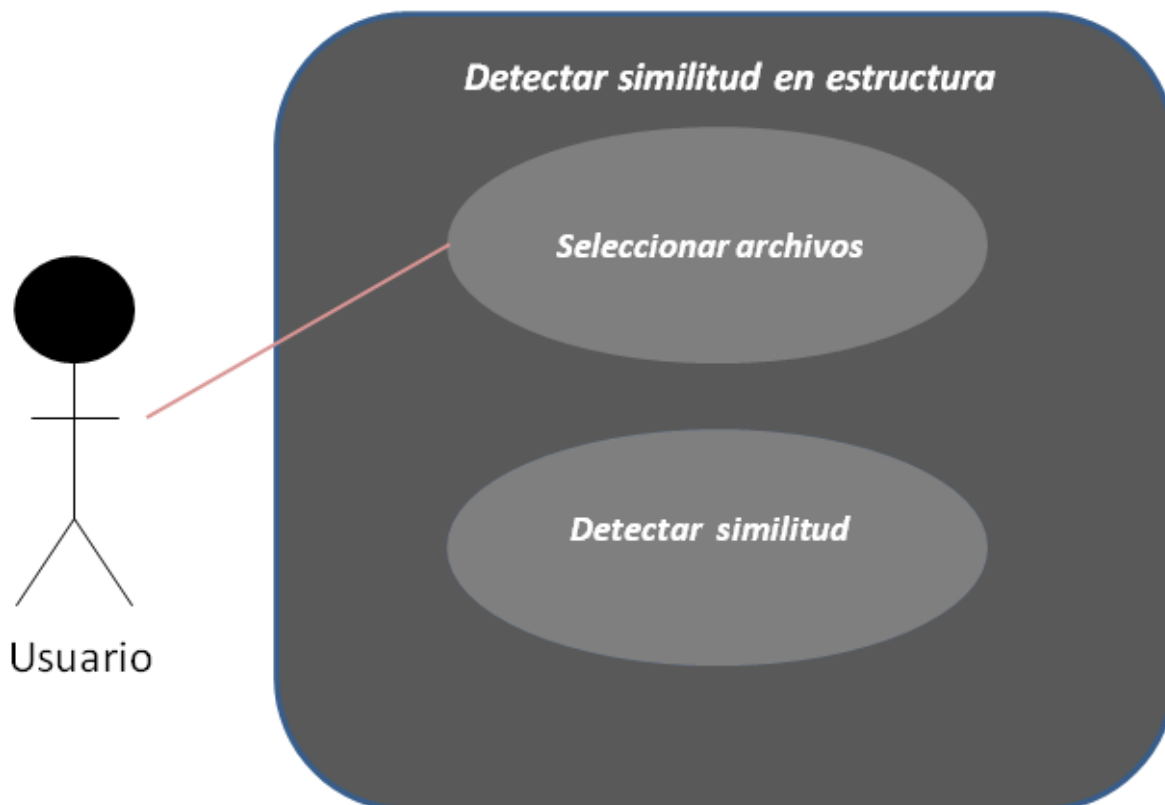 Detectar similitud en estructura
Seleccionar archivos
Detectar similitud
Usuario